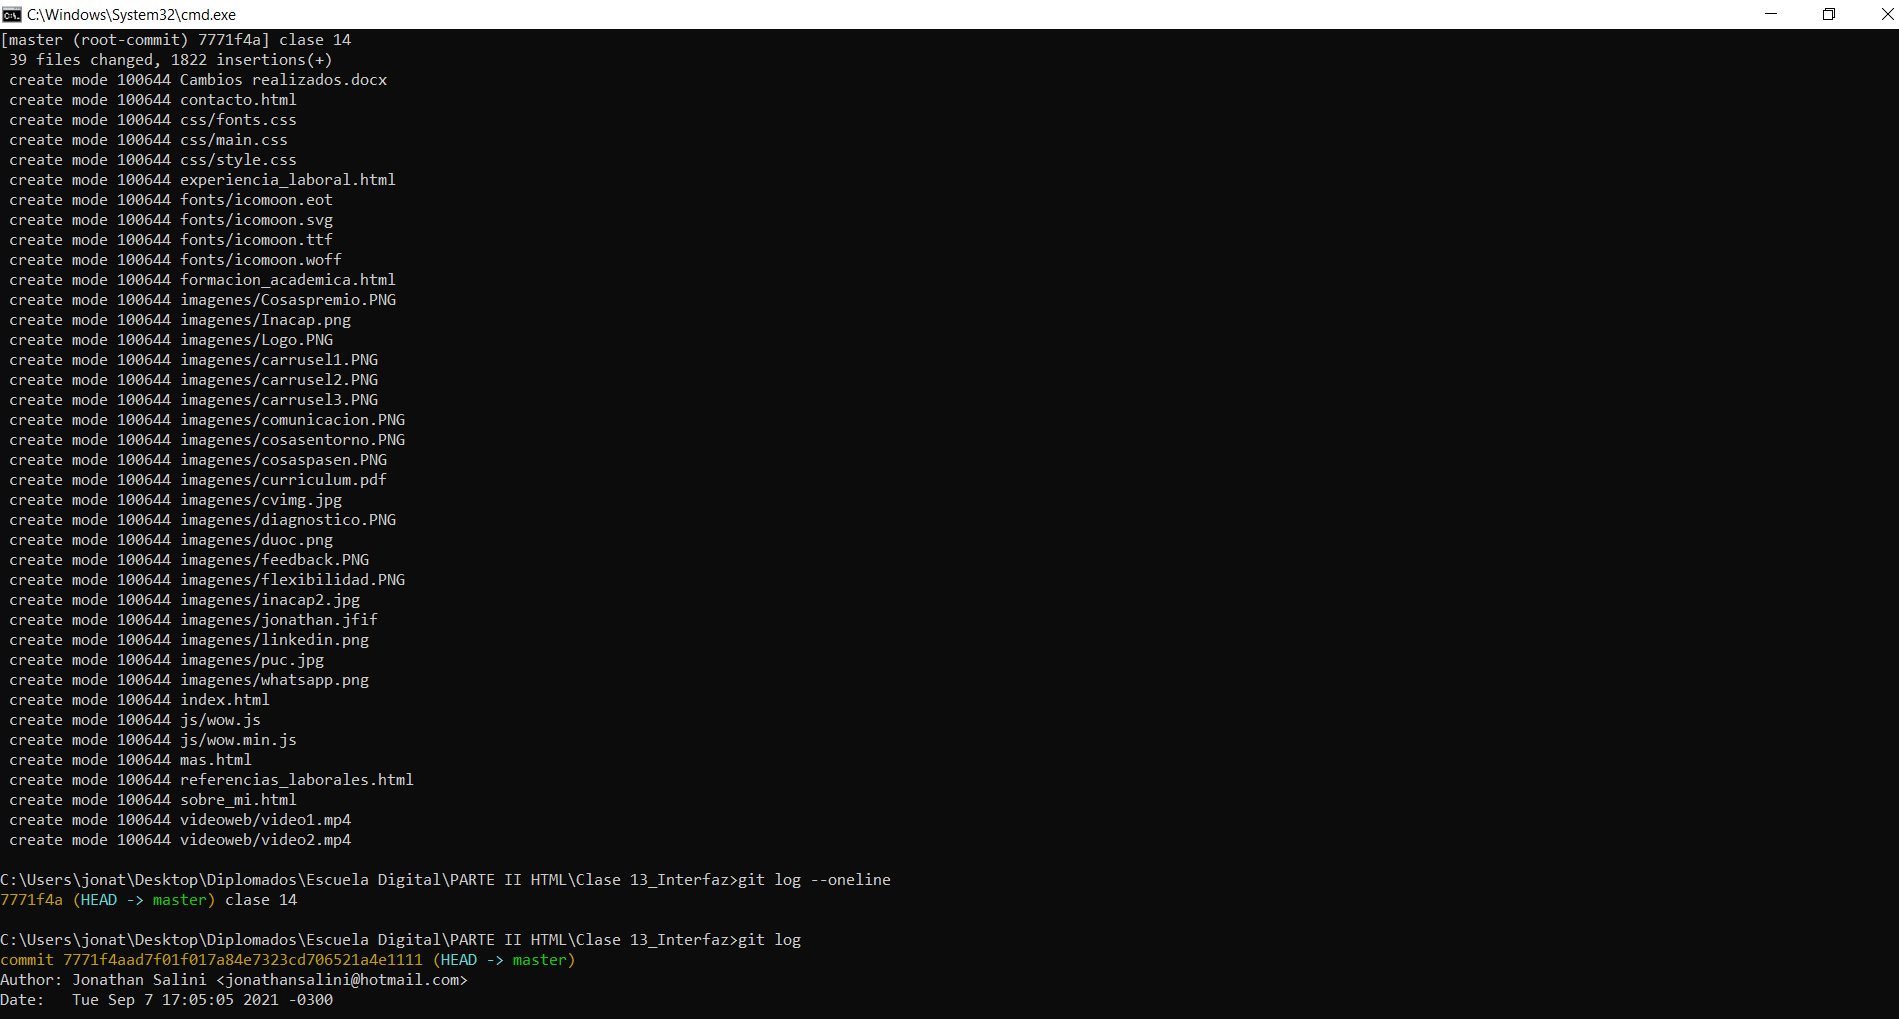 C:\Windows\System32\cmd.exe
[master (root-commit) 7771f4a] clase 14
 39 files changed, 1822 insertions(+)
 create mode 100644 Cambios realizados.docx
 create mode 100644 contacto.html
 create mode 100644 css/fonts.css
 create mode 100644 css/main.css
 create mode 100644 css/style.css
 create mode 100644 experiencia_laboral.html
 create mode 100644 fonts/icomoon.eot
 create mode 100644 fonts/icomoon.svg
 create mode 100644 fonts/icomoon.ttf
 create mode 100644 fonts/icomoon.woff
 create mode 100644 formacion_academica.html
 create mode 100644 imagenes/Cosaspremio.PNG
 create mode 100644 imagenes/Inacap.png
 create mode 100644 imagenes/Logo.PNG
 create mode 100644 imagenes/carrusel1.PNG
 create mode 100644 imagenes/carrusel2.PNG
 create mode 100644 imagenes/carrusel3.PNG
 create mode 100644 imagenes/comunicacion.PNG
 create mode 100644 imagenes/cosasentorno.PNG
 create mode 100644 imagenes/cosaspasen.PNG
 create mode 100644 imagenes/curriculum.pdf
 create mode 100644 imagenes/cvimg.jpg
 create mode 100644 imagenes/diagnostico.PNG
 create mode 100644 imagenes/duoc.png
 create mode 100644 imagenes/feedback.PNG
 create mode 100644 imagenes/flexibilidad.PNG
 create mode 100644 imagenes/inacap2.jpg
 create mode 100644 imagenes/jonathan.jfif
 create mode 100644 imagenes/linkedin.png
 create mode 100644 imagenes/puc.jpg
 create mode 100644 imagenes/whatsapp.png
 create mode 100644 index.html
 create mode 100644 js/wow.js
 create mode 100644 js/wow.min.js
 create mode 100644 mas.html
 create mode 100644 referencias_laborales.html
 create mode 100644 sobre_mi.html
 create mode 100644 videoweb/video1.mp4
 create mode 100644 videoweb/video2.mp4
C:\Users\jonat\Desktop\Diplomados\Escuela Digital\PARTE II HTML\Clase 13_Interfaz>git log --oneline
7771f4a (HEAD -> master) clase 14
C:\Users\jonat\Desktop\Diplomados\Escuela Digital\PARTE II HTML\Clase 13_Interfaz>git log
commit 7771f4aad7f01f017a84e7323cd706521a4e1111 (HEAD -> master)
Author: Jonathan Salini <jonathansalini@hotmail.com>
Date:   Tue Sep 7 17:05:05 2021 -0300